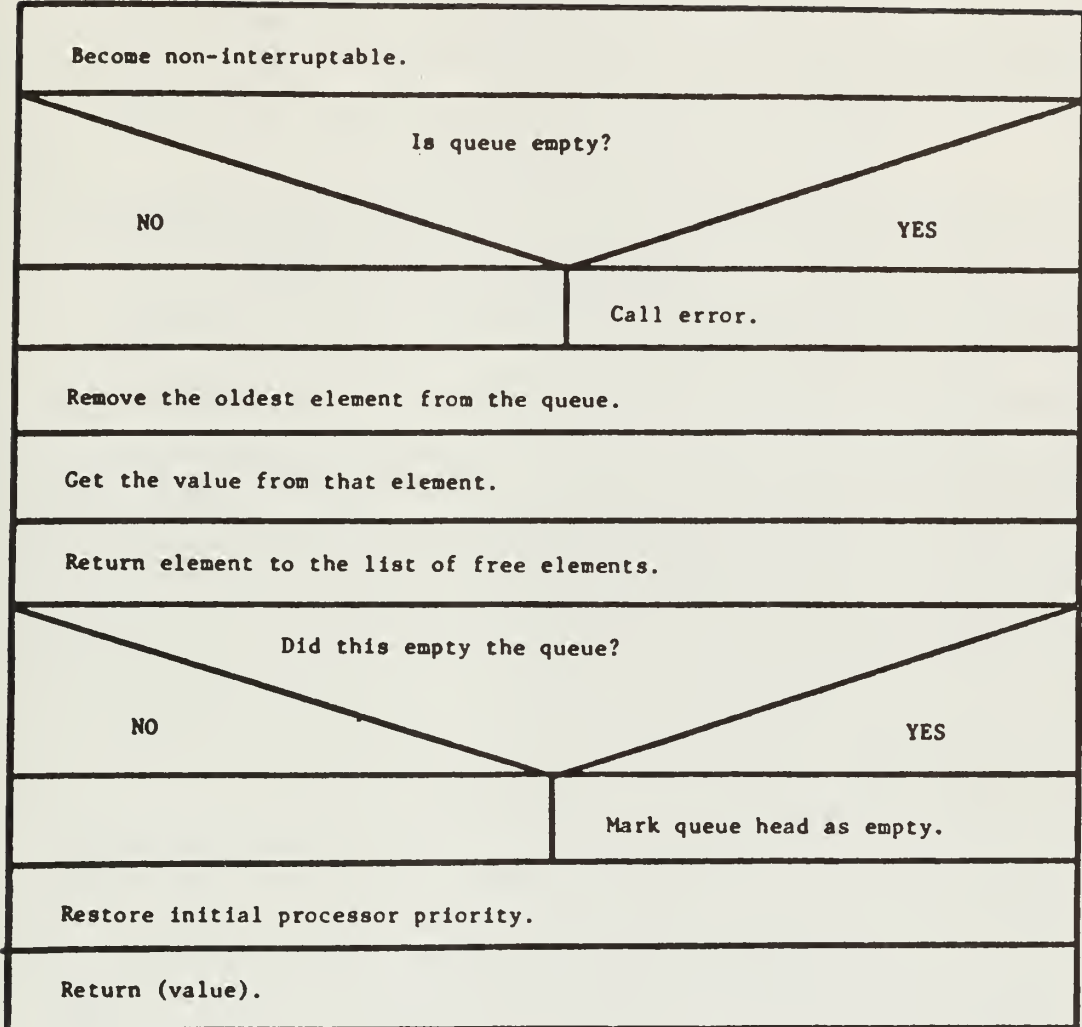 Become non-interruptable.
Is queue empty?
NO
YES
Call error.
Remove the oldest element from the queue.
Get the value from that element.
Return element to the list of free elements.
Did this empty the queue?
NO
YES
Mark queue head as empty.
Restore initial processor priority.
Return (value).